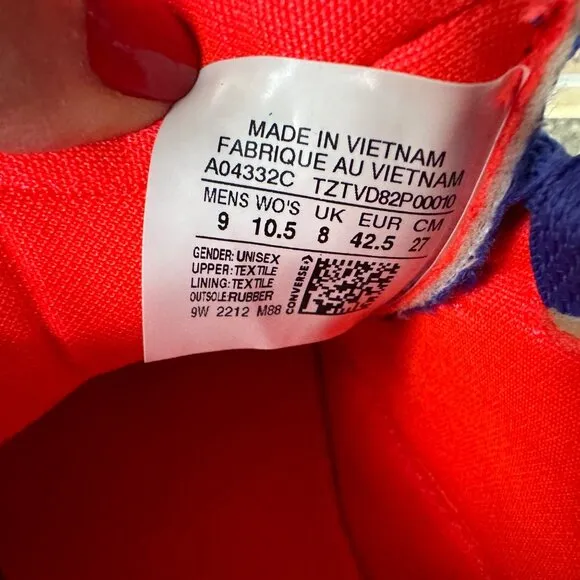 MADE IN VIETNAM
FABRIQUE AU VIETNAM
A04332C TZTVD82P00010
MENS WO'S UK EUR CM
9 10.5 8 42.5 27
GENDER: UNISEX
UPPER: TEXTILE
LINING: TEXTILE
OUTSOLE:RUBBER
9W 2212 M88
CONVERSE